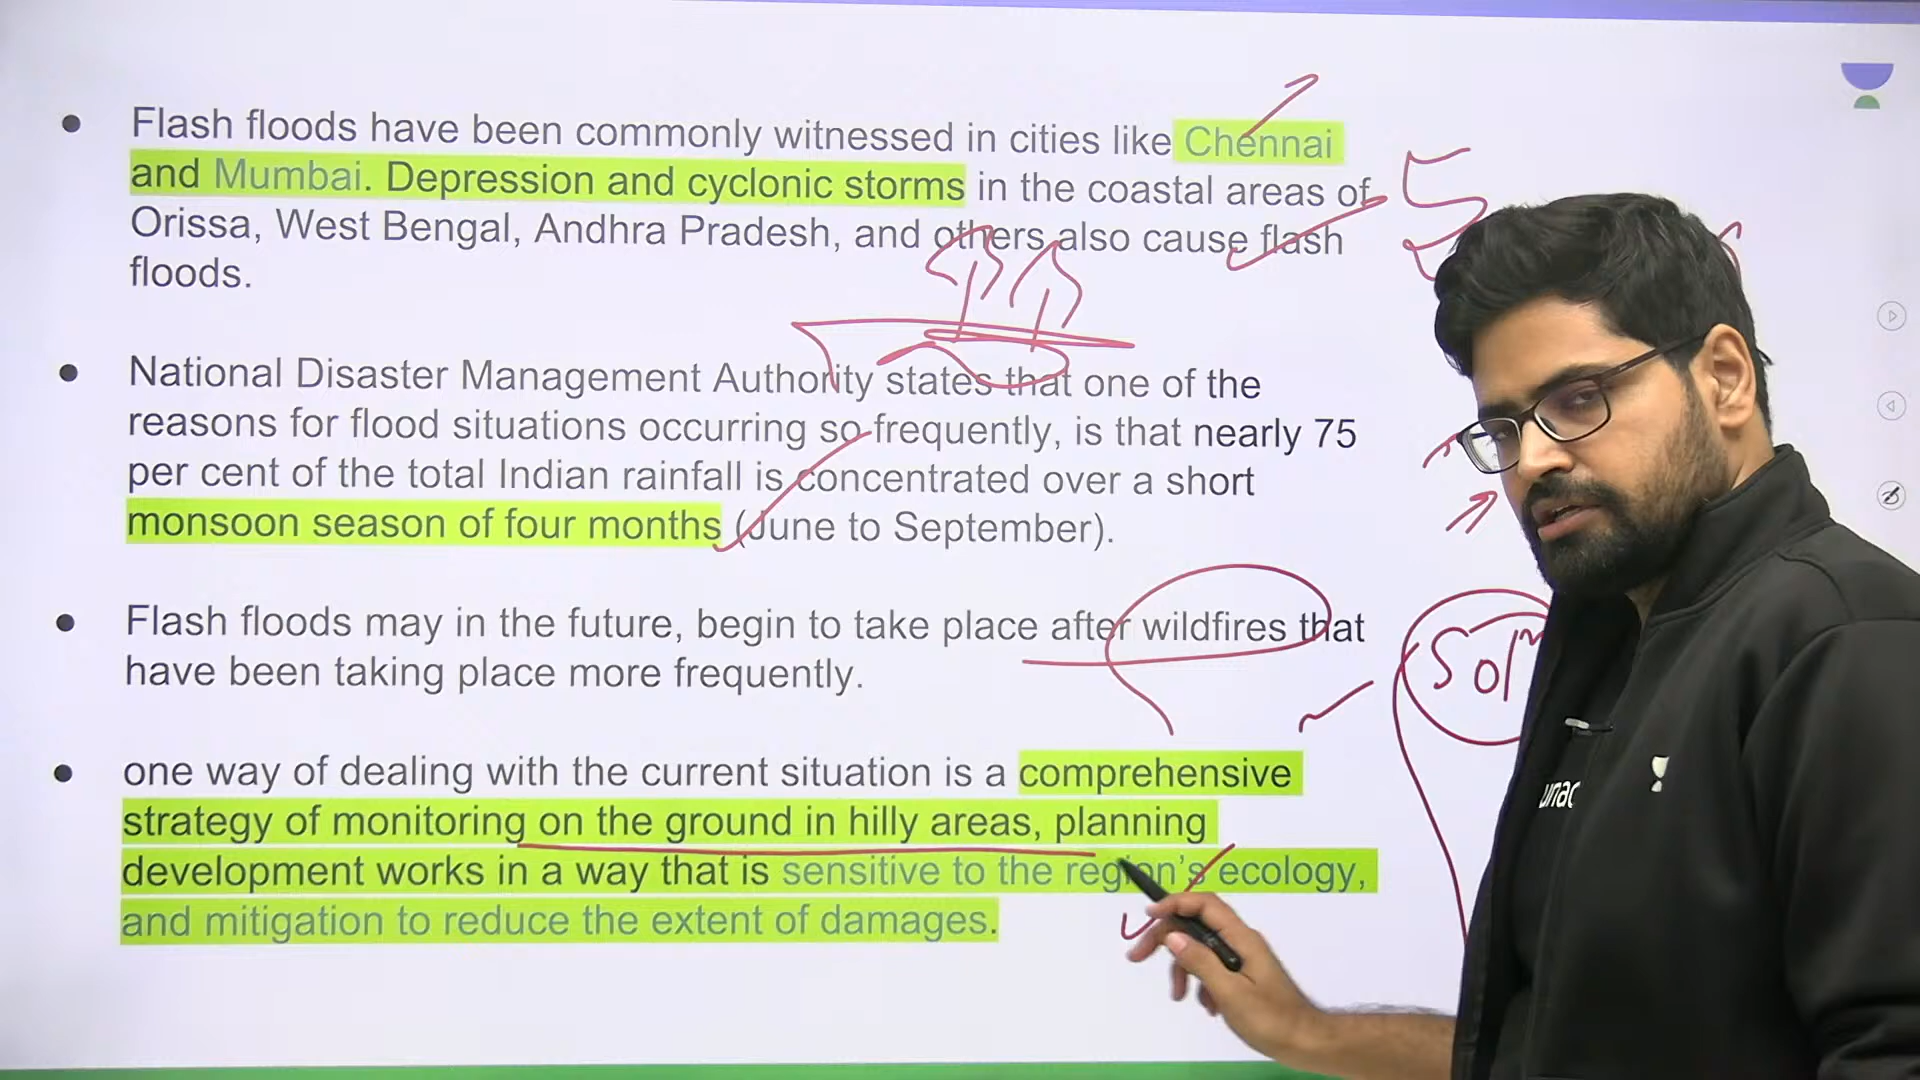 Flash floods have been commonly witnessed in cities like Chennai
and Mumbai. Depression and cyclonic storms in the coastal areas of
Orissa, West Bengal, Andhra Pradesh, and others also cause flash
floods.
National Disaster Management Authority states that one of the
reasons for flood situations occurring so frequently, is that nearly 75
per cent of the total Indian rainfall is concentrated over a short
monsoon season of four months (June to September).
Flash floods may in the future, begin to take place after wildfires that
have been taking place more frequently.
one way of dealing with the current situation is a comprehensive
strategy of monitoring on the ground in hilly areas, planning
development works in a way that is sensitive to the region's ecology,
and mitigation to reduce the extent of damages.
5
Sol
unac